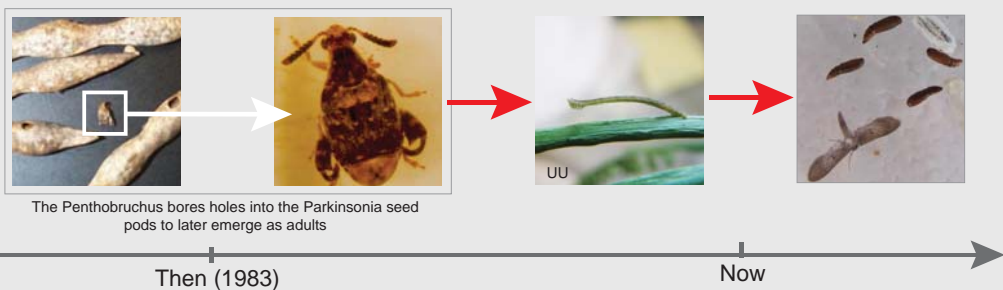 UU
The Penthobruchus bores holes into the Parkinsonia seed
pods to later emerge as adults
Then (1983)
Now